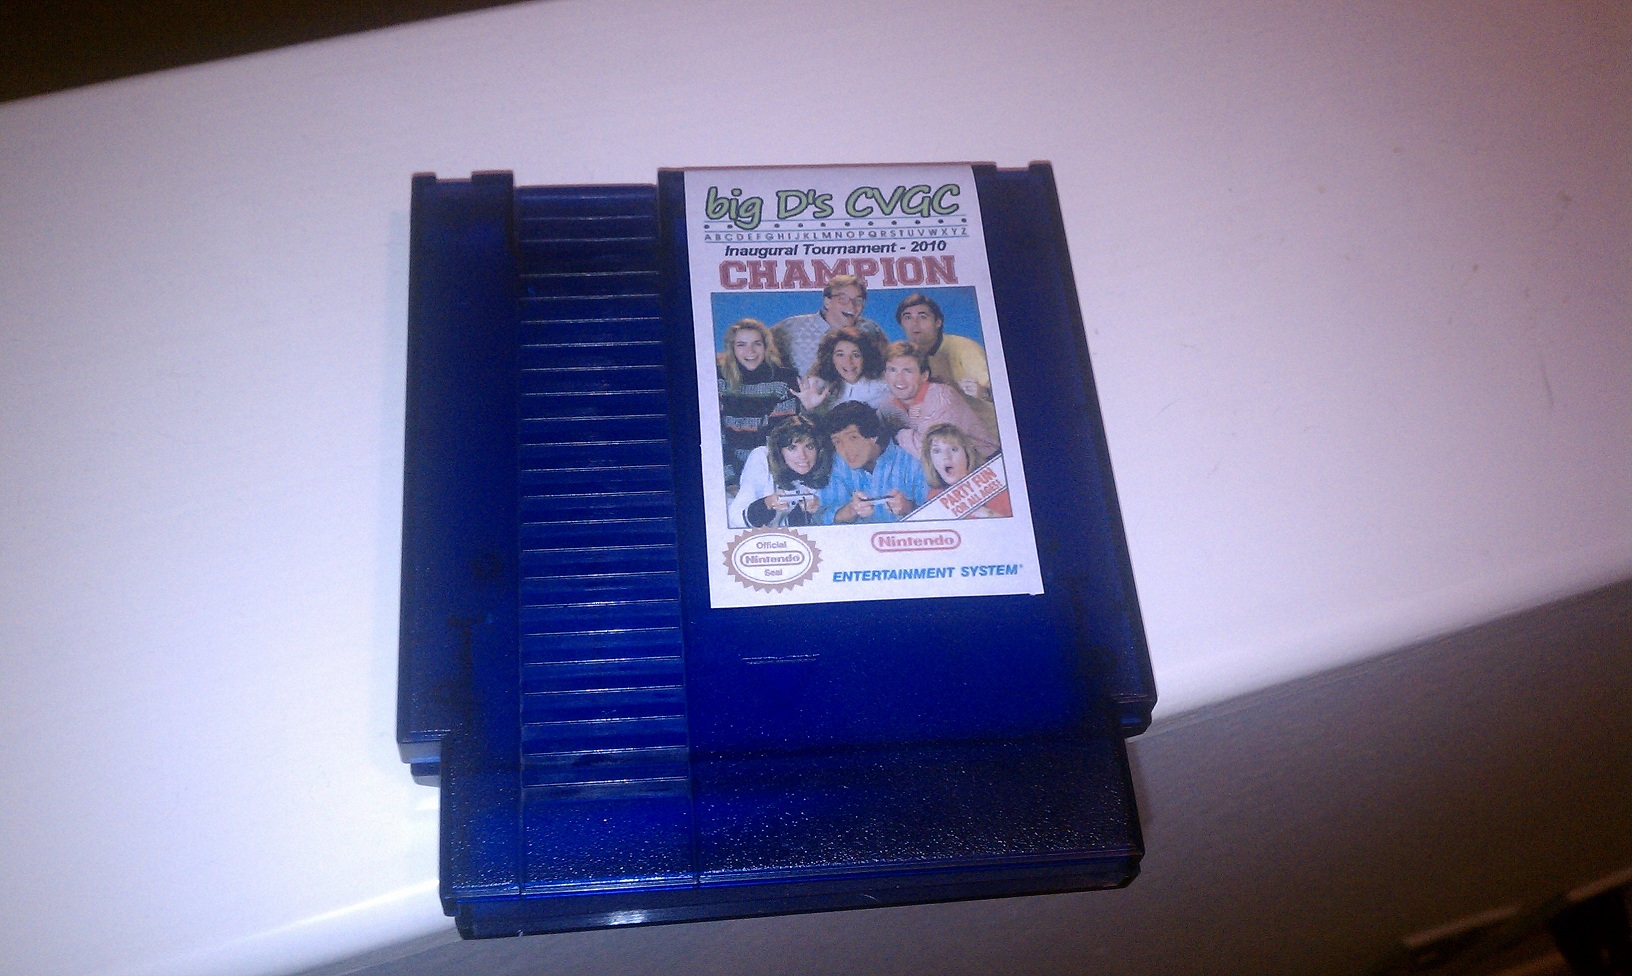 big D's CVGC
ABCDEFGHIJKLMNOPQRSTUVWXYZ
Inaugural Tournament - 2010
CHAMPION
PARTY FUN
FOR ALL AGES!
Official
Nintendo
Seal
Nintendo
ENTERTAINMENT SYSTEM®